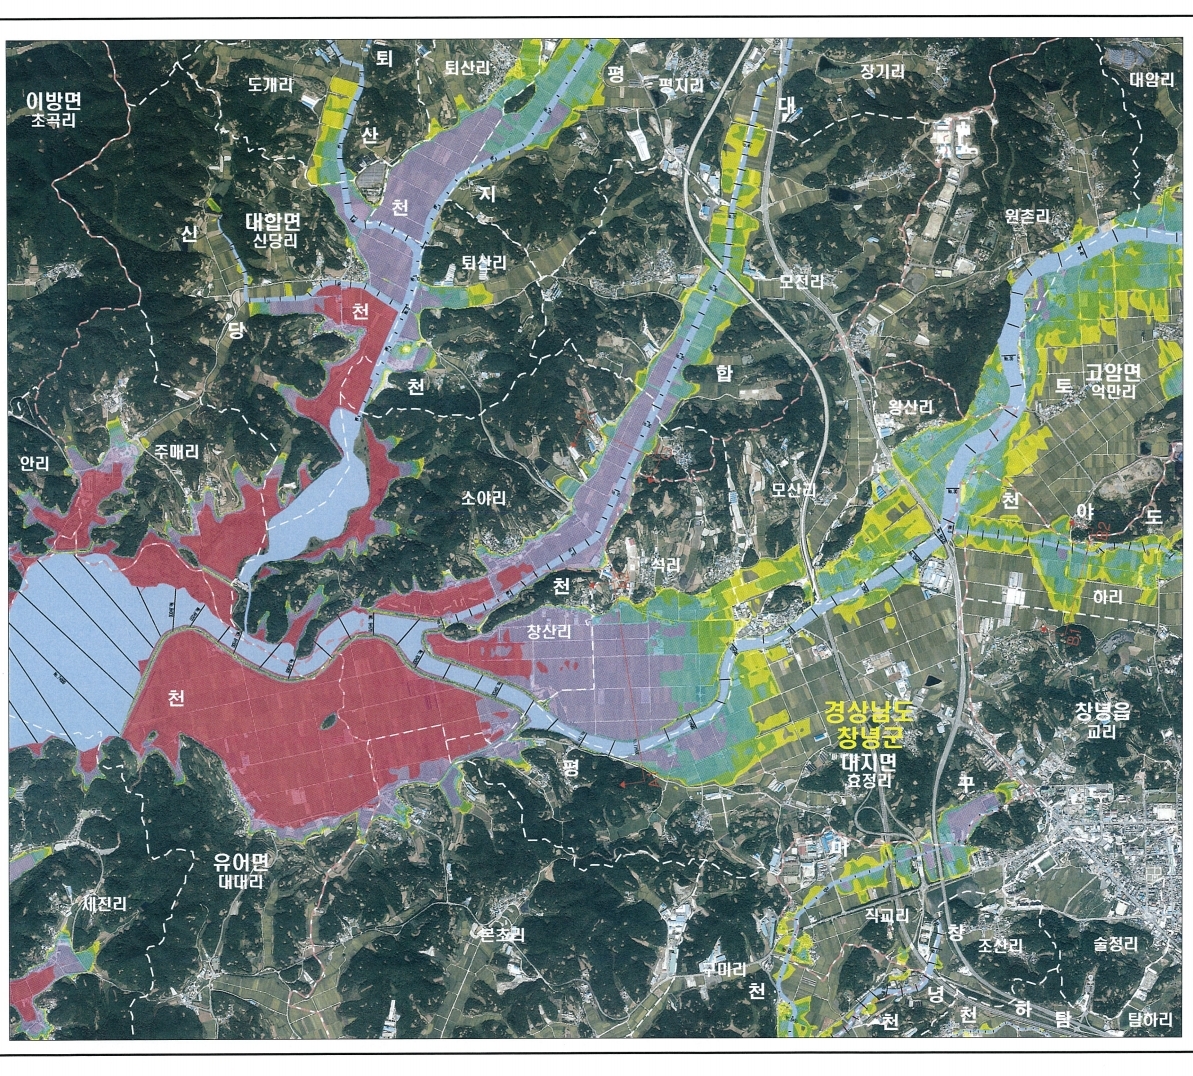 퇴
퇴산리
평
장기리
대암리
도개리
평지리
이방면
초곡리
대
산
지
천
원촌리
대합면
신당리
신
퇴산리
모전리
천
당
합
고암면
억만리
토
천
왕산리
주매리
안리
소야리
모산리
천
야
도
석리
천
하리
창산리
천
경상남도
창녕군
대지면
효정리
창녕읍
교리
평
꾸
유어면
대대리
마
세진리
직교리
본초리
창
조산리
술정리
구미리
천
녕
천
천
하
탐
탐하리